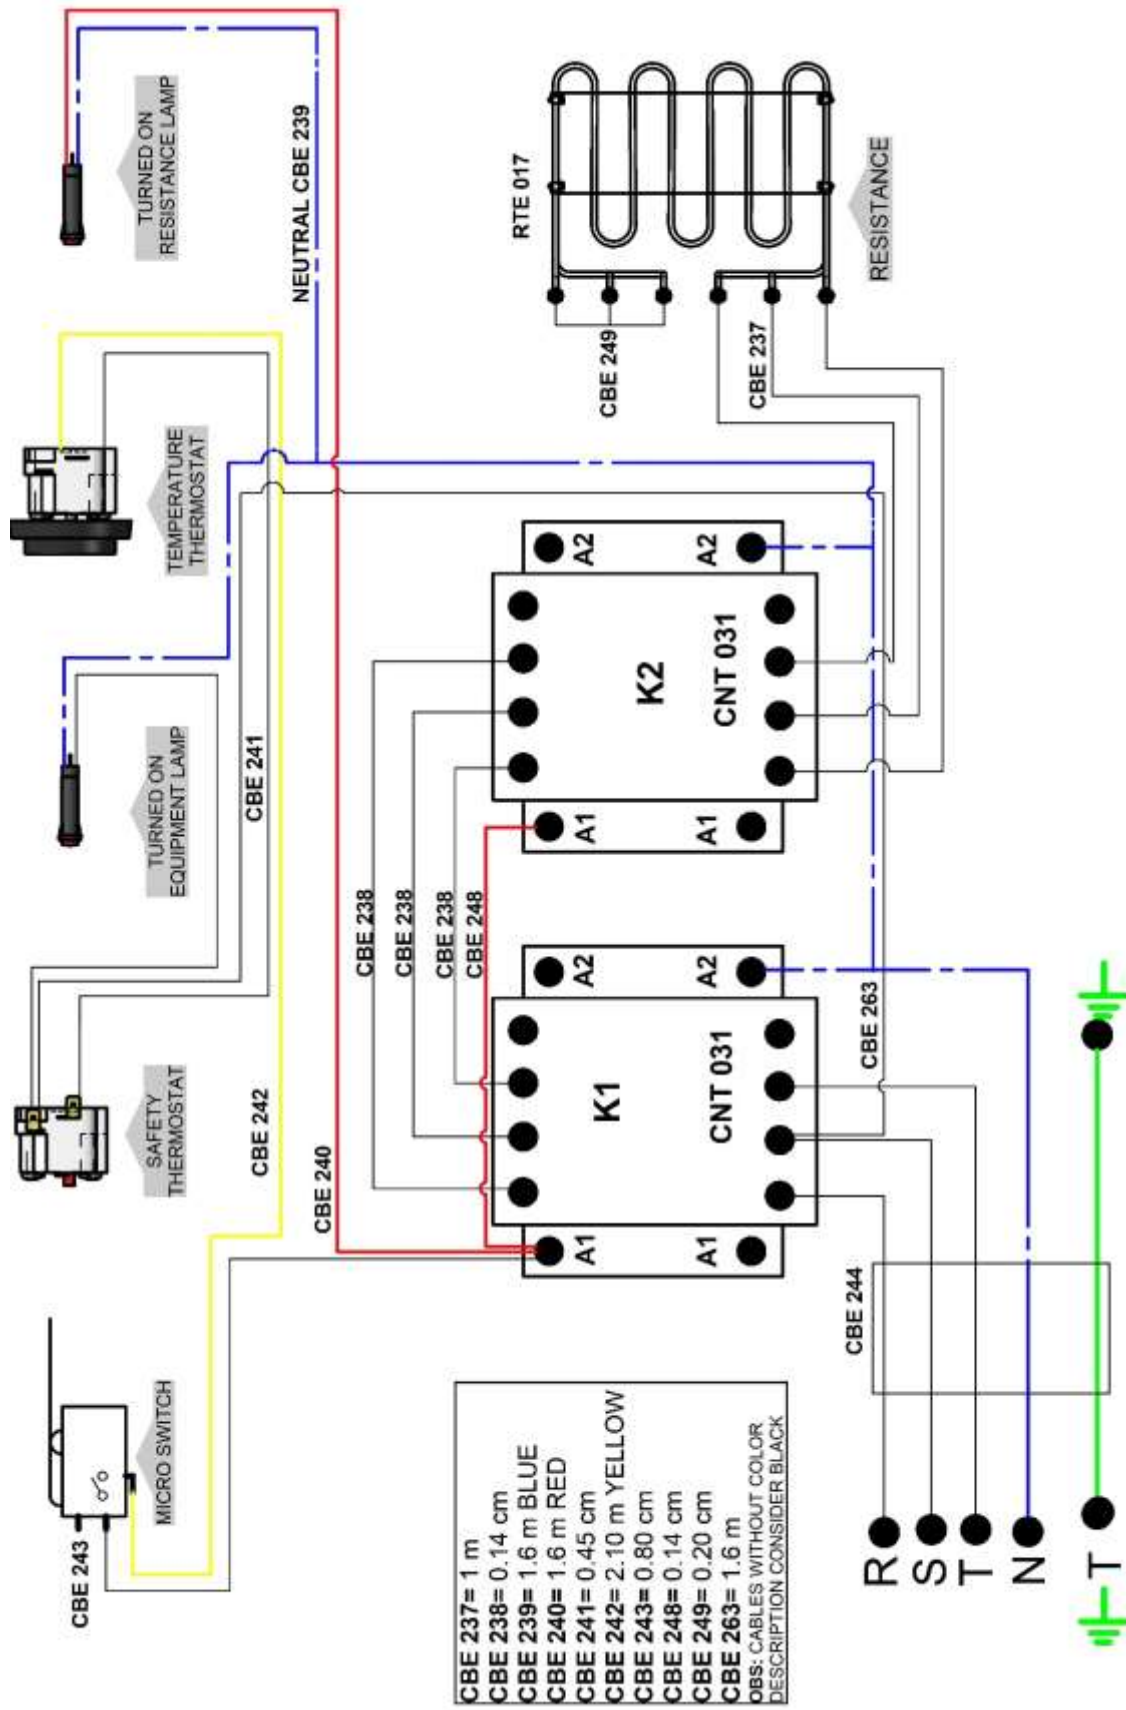 TURNED ON
RESISTANCE LAMP
TEMPERATURE
THERMOSTAT
TURNED ON
EQUIPMENT LAMP
SAFETY
THERMOSTAT
MICRO SWITCH
CBE 243
NEUTRAL CBE 239
CBE 241
CBE 242
CBE 240
RTE 017
RESISTANCE
CBE 249
CBE 237
CBE 238
CBE 238
CBE 238
CBE 248
A2
A2
K2
CNT 031
A1
A1
A2
A2
K1
CNT 031
A1
A1
CBE 263
CBE 244
CBE 237= 1 m
CBE 238= 0.14 cm
CBE 239= 1.6 m BLUE
CBE 240= 1.6 m RED
CBE 241= 0.45 cm
CBE 242= 2.10 m YELLOW
CBE 243= 0.80 cm
CBE 248= 0.14 cm
CBE 249= 0.20 cm
CBE 263= 1.6 m
OBS: CABLES WITHOUT COLOR
DESCRIPTION CONSIDER BLACK
R
S
T
N
T